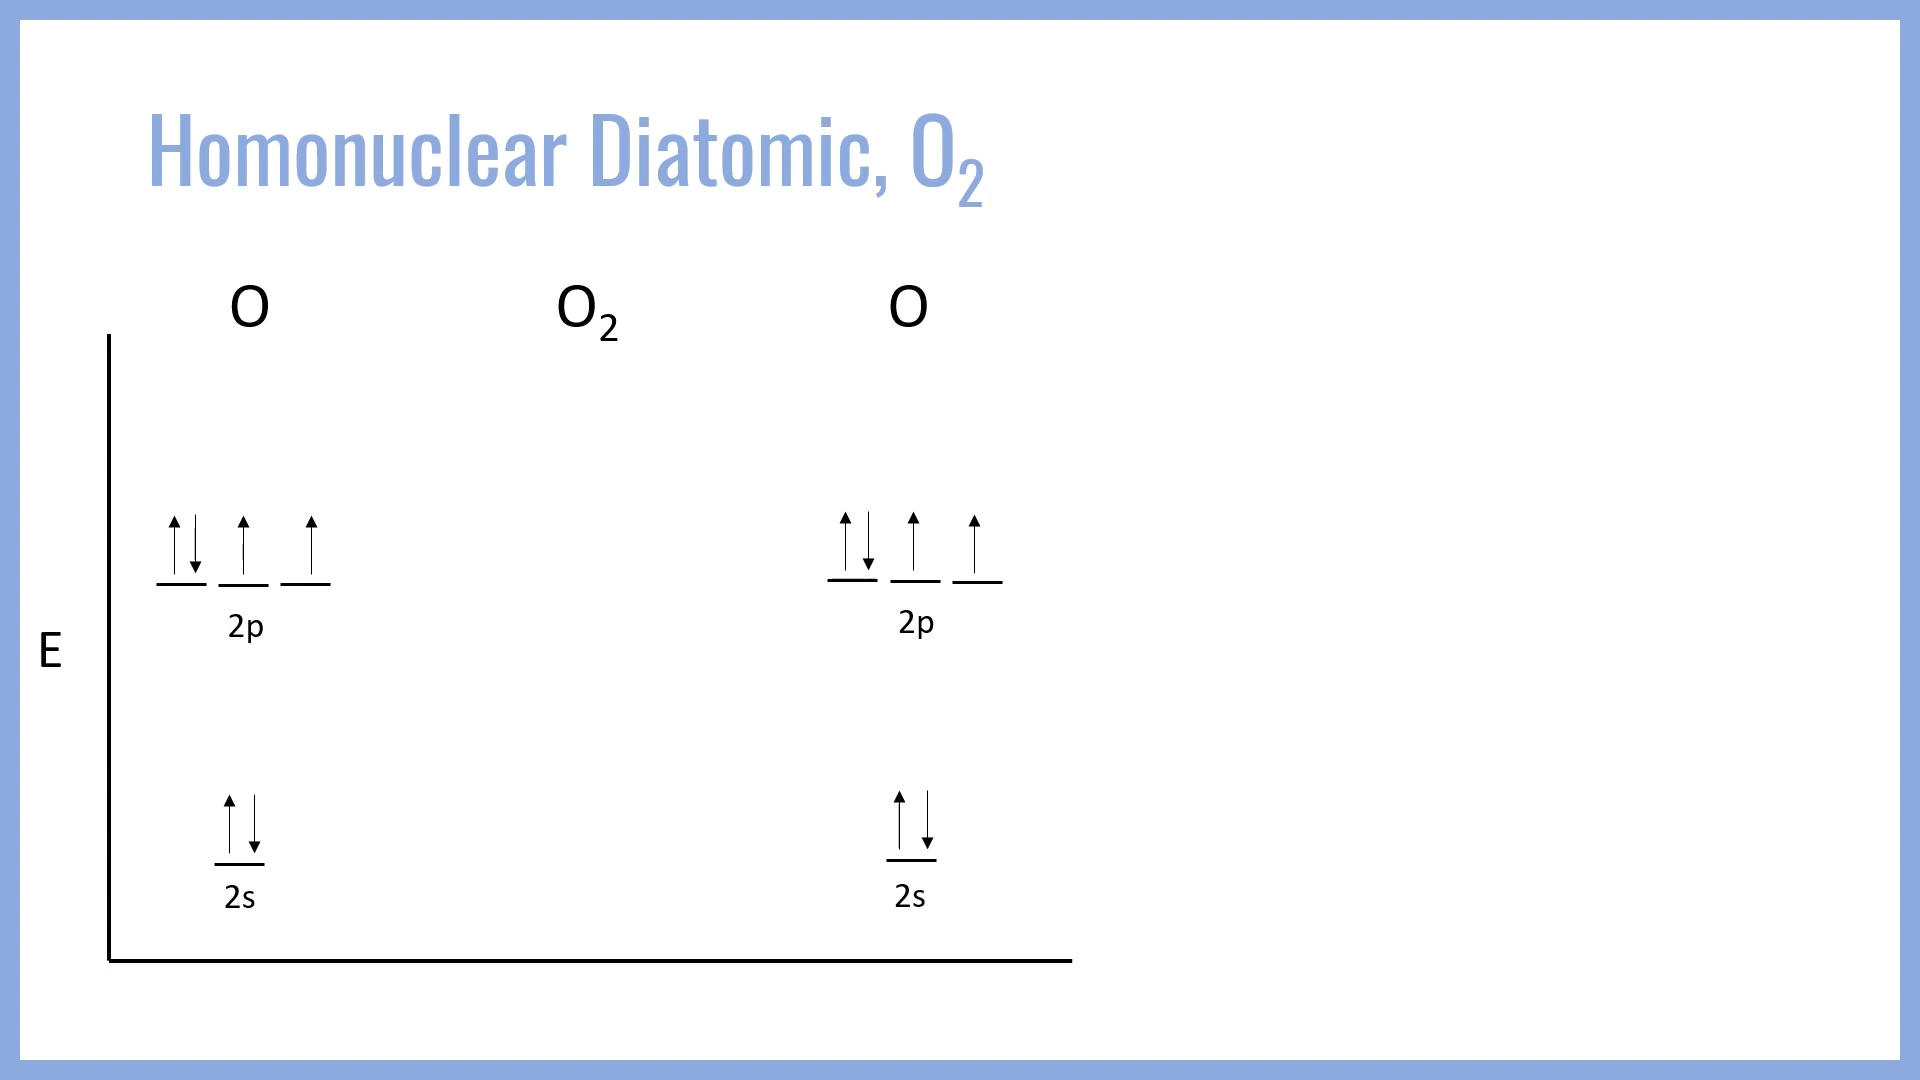 Homonuclear Diatomic, O₂
O O₂ O
2p 2p
E
2s 2s